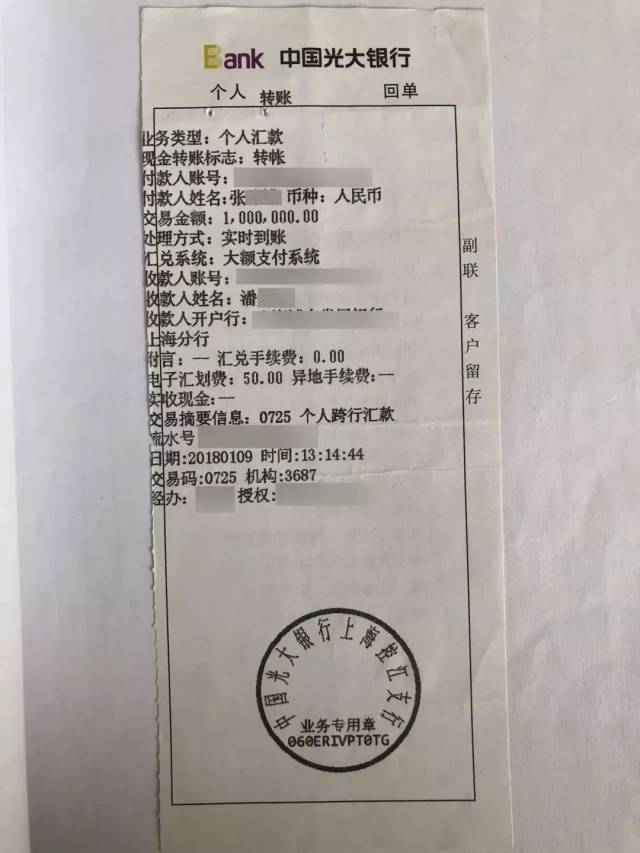 Bank 中国光大银行
个人 转账 回单
业务类型：个人汇款
现金转账标志：转帐
付款人账号：
付款人姓名：张 币种：人民币
交易金额：1,000,000.00
处理方式：实时到账
汇兑系统：大额支付系统
收款人账号：
收款人姓名：潘
收款人开户行：
上海分行
附言：— 汇兑手续费：0.00
电子汇划费：50.00 异地手续费：—
实收现金：—
交易摘要信息：0725 个人跨行汇款
流水号
日期:20180109 时间:13:14:44
交易码:0725 机构:3687
经办： 授权：
副联 客户留存
中国光大银行上海控江支行
业务专用章
060ERIVPT0TG